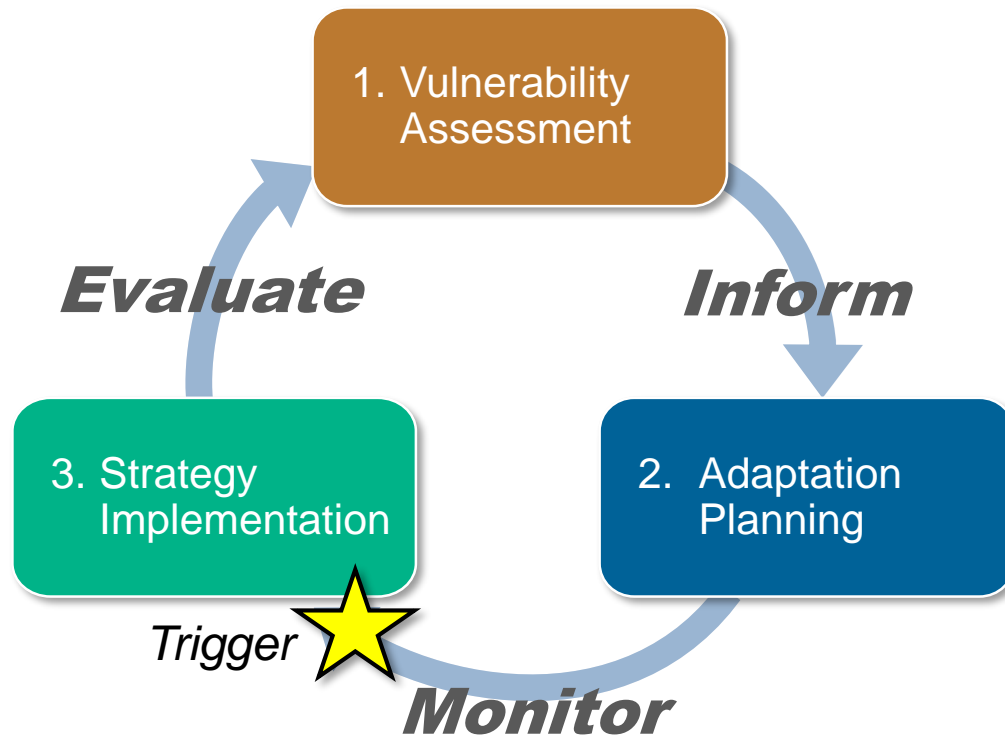 1. Vulnerability
Assessment
Evaluate
Inform
3. Strategy
Implementation
2. Adaptation
Planning
Trigger
Monitor